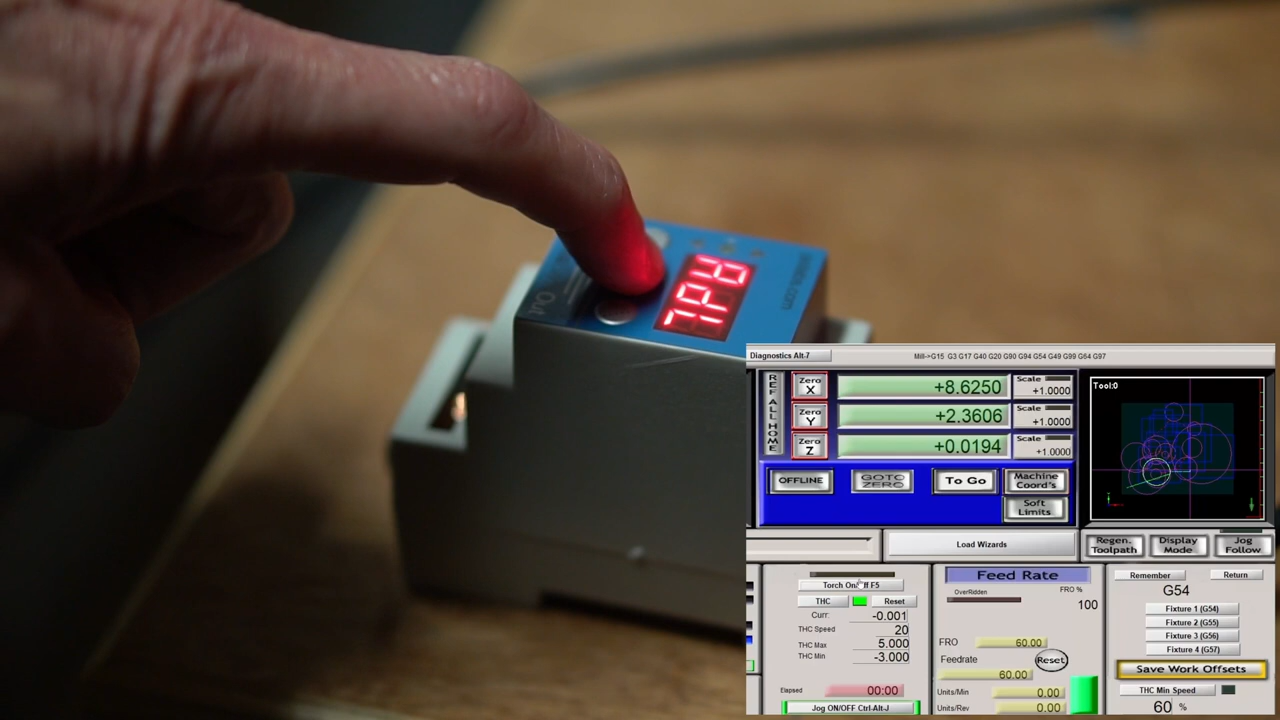 Out
Diagnostics Alt-7
Mill->G15 G3 G17 G40 G20 G90 G94 G54 G49 G99 G64 G97
REF ALL HOME
Zero X
+8.6250
Scale
+1.0000
Zero Y
+2.3606
Scale
+1.0000
Zero Z
+0.0194
Scale
+1.0000
OFFLINE
GOTO ZERO
To Go
Machine Coord's
Soft Limits
Tool:0
Load Wizards
Regen. Toolpath
Display Mode
Jog Follow
Torch On/Off F5
THC
Reset
Curr:
-0.001
THC Speed
20
THC Max
5.000
THC Min
-3.000
Elapsed
00:00
Jog ON/OFF Ctrl-Alt-J
Feed Rate
OverRidden
FRO %
100
FRO
60.00
Feedrate
Reset
60.00
Units/Min
0.00
Units/Rev
0.00
Remember
Return
G54
Fixture 1 (G54)
Fixture 2 (G55)
Fixture 3 (G56)
Fixture 4 (G57)
Save Work Offsets
THC Min Speed
60 %